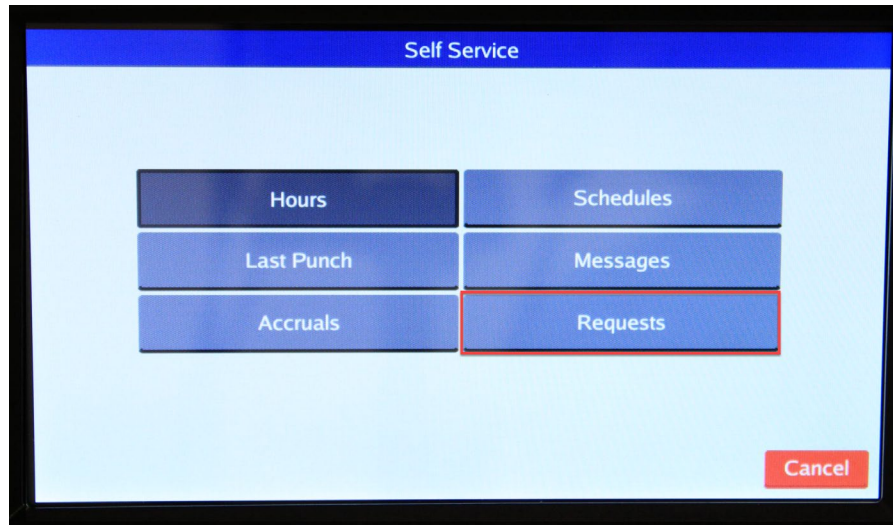 Self Service
Hours
Schedules
Last Punch
Messages
Accruals
Requests
Cancel